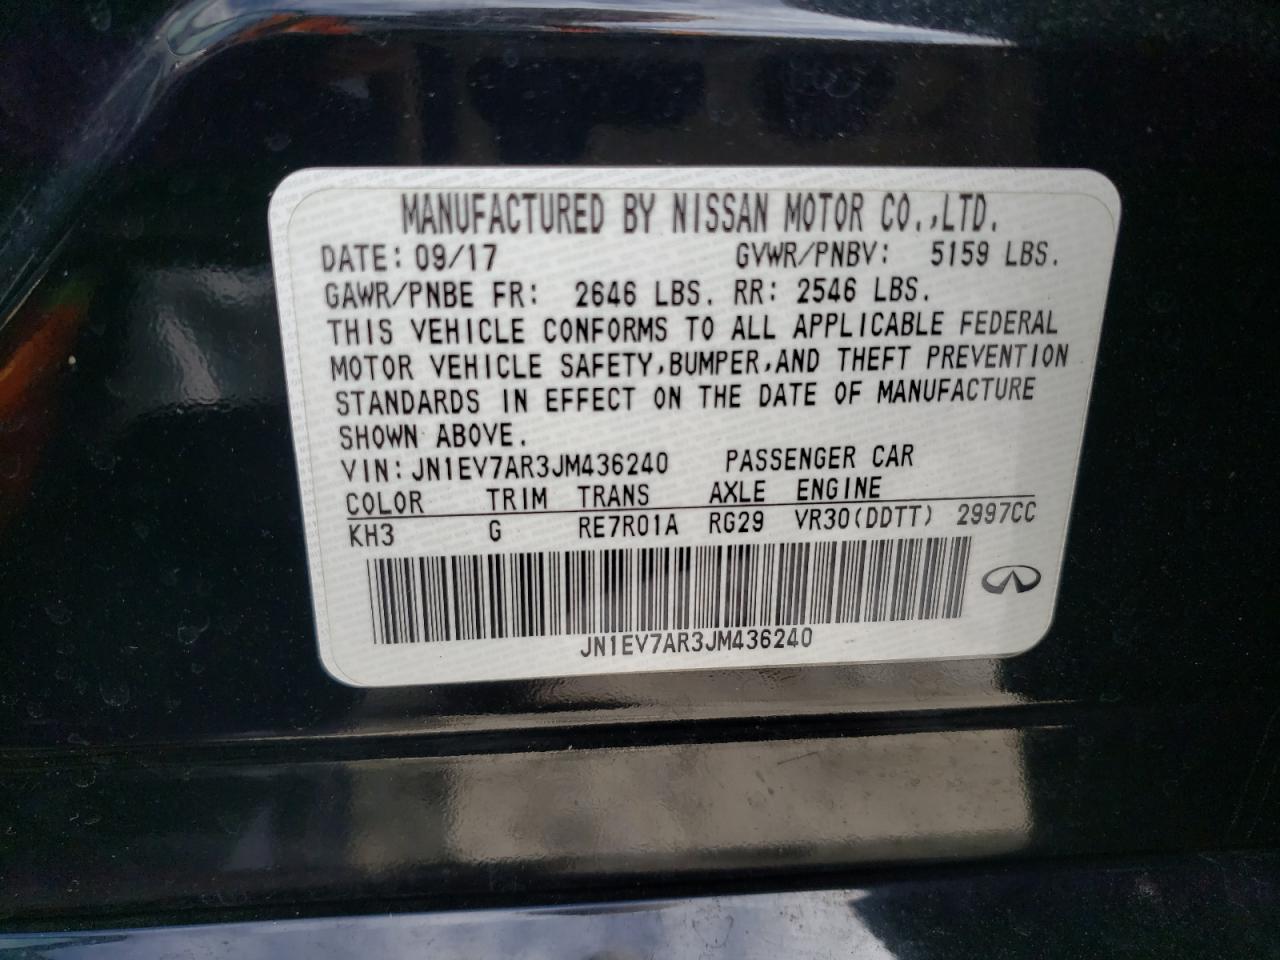 MANUFACTURED BY NISSAN MOTOR CO.,LTD.
DATE: 09/17 GVWR/PNBV: 5159 LBS.
GAWR/PNBE FR: 2646 LBS. RR: 2546 LBS.
THIS VEHICLE CONFORMS TO ALL APPLICABLE FEDERAL
MOTOR VEHICLE SAFETY,BUMPER,AND THEFT PREVENTION
STANDARDS IN EFFECT ON THE DATE OF MANUFACTURE
SHOWN ABOVE.
VIN:JN1EV7AR3JM436240 PASSENGER CAR
COLOR TRIM TRANS AXLE ENGINE
KH3 G RE7R01A RG29 VR30(DDTT) 2997CC
JN1EV7AR3JM436240